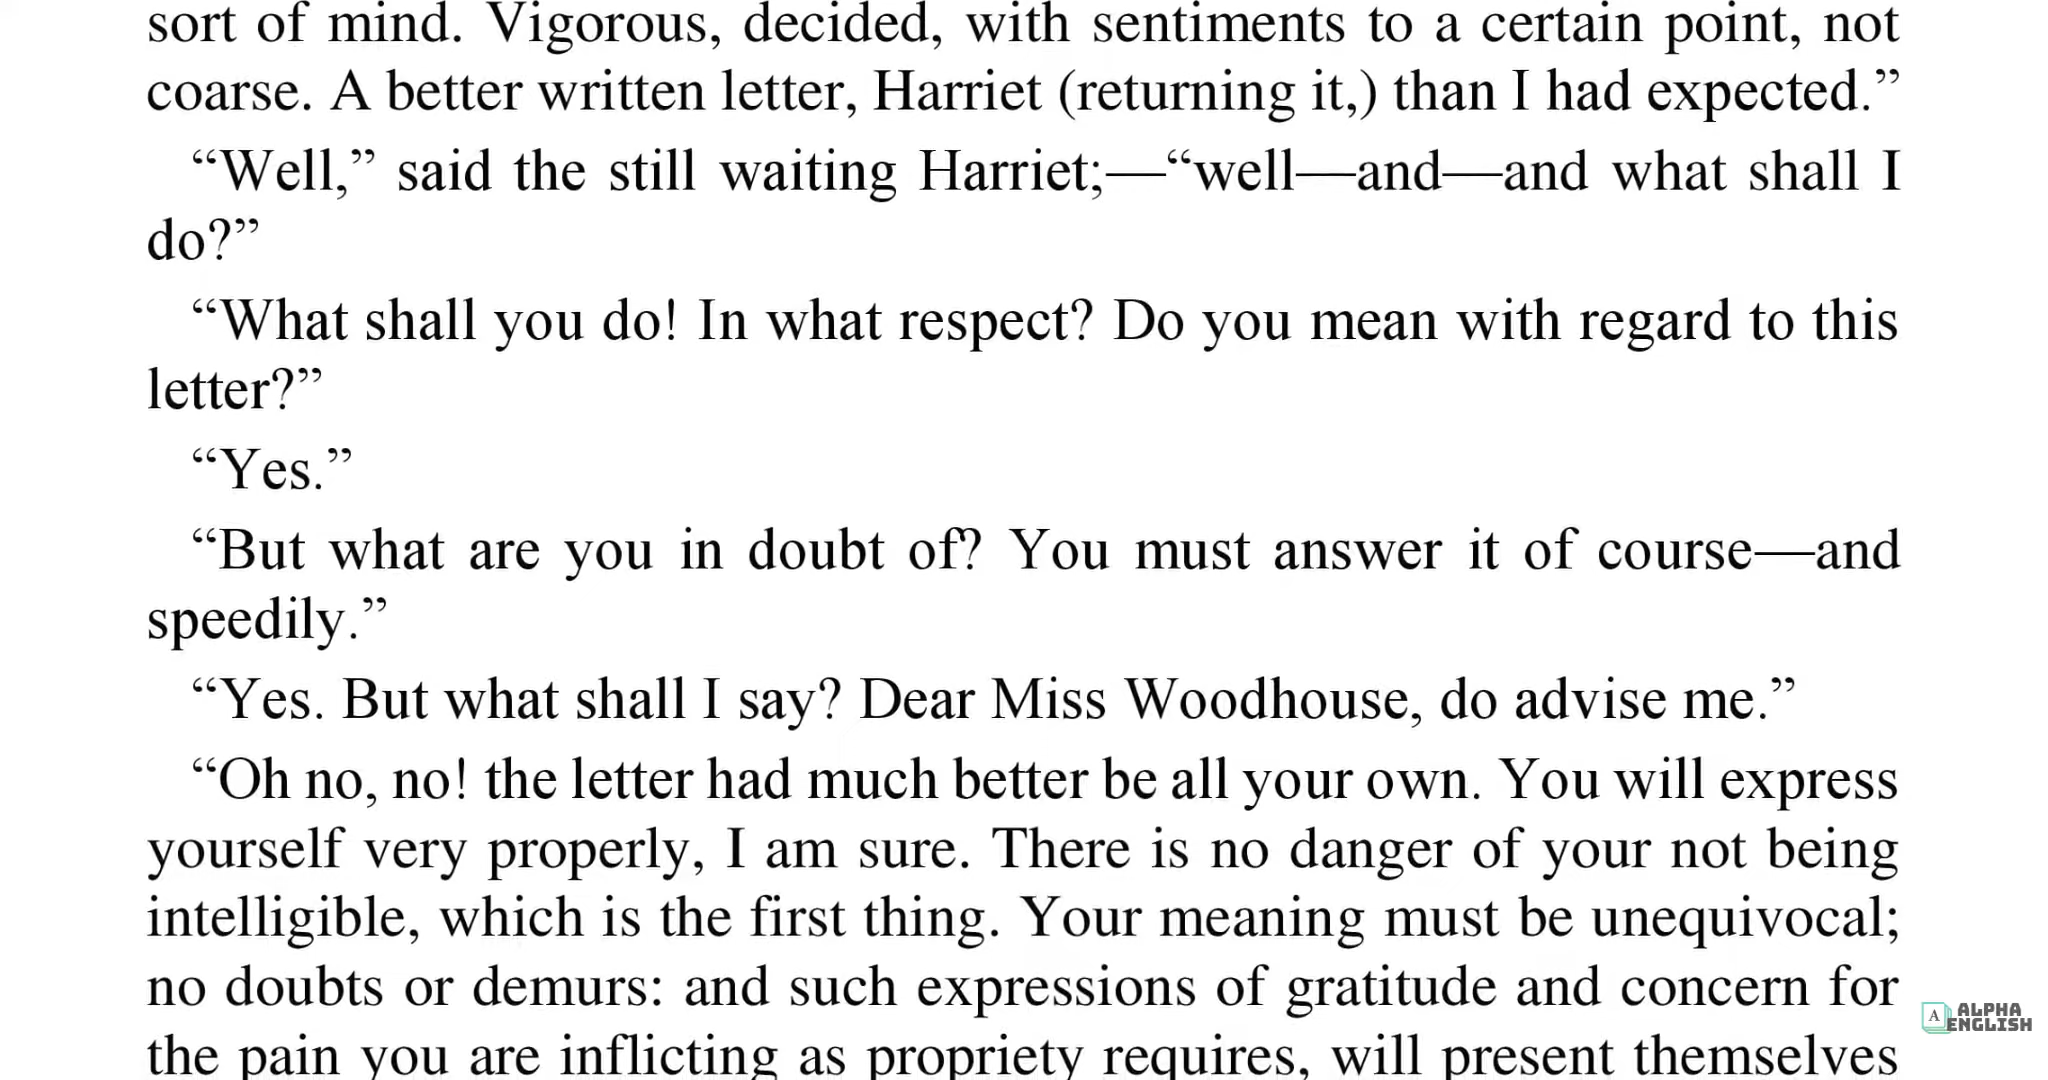 sort of mind. Vigorous, decided, with sentiments to a certain point, not
coarse. A better written letter, Harriet (returning it,) than I had expected.”
“Well,” said the still waiting Harriet;—“well—and—and what shall I
do?”
“What shall you do! In what respect? Do you mean with regard to this
letter?”
“Yes.”
“But what are you in doubt of? You must answer it of course—and
speedily.”
“Yes. But what shall I say? Dear Miss Woodhouse, do advise me.”
“Oh no, no! the letter had much better be all your own. You will express
yourself very properly, I am sure. There is no danger of your not being
intelligible, which is the first thing. Your meaning must be unequivocal;
no doubts or demurs: and such expressions of gratitude and concern for
the pain you are inflicting as propriety requires, will present themselves
A ALPHA
ENGLISH